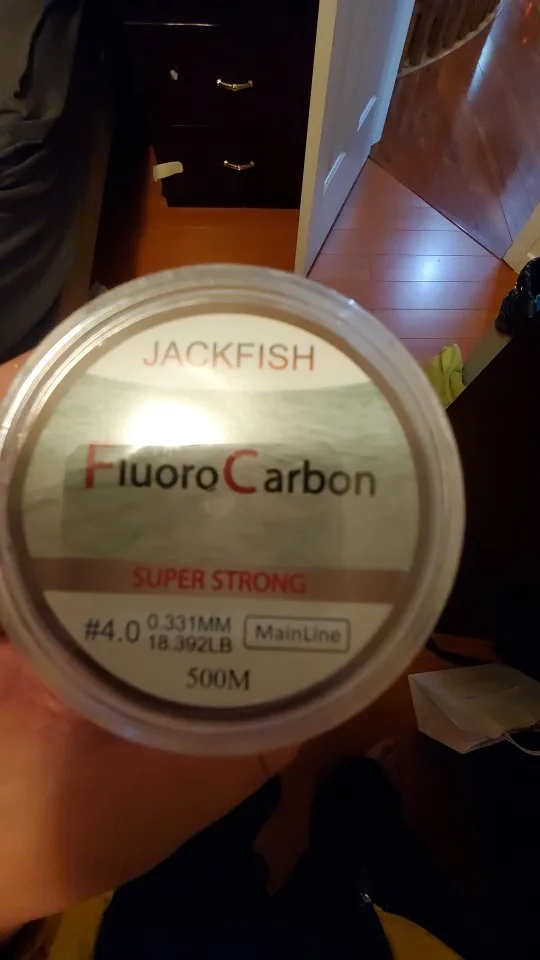 JACKFISH
FluoroCarbon
SUPER STRONG
#4.0 0.331MM 18.392LB MainLine
500M